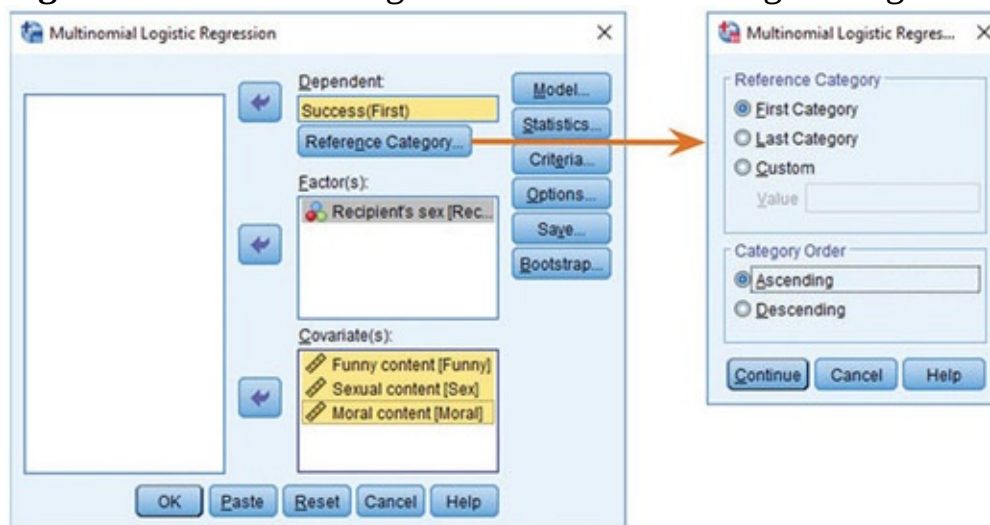 Multinomial Logistic Regression
Dependent:
Success(First)
Reference Category...
Factor(s):
Recipient's sex [Rec...
Covariate(s):
Funny content [Funny]
Sexual content [Sex]
Moral content [Moral]
Model...
Statistics...
Criteria...
Options...
Save...
Bootstrap...
OK Paste Reset Cancel Help
Multinomial Logistic Regres...
Reference Category
First Category
Last Category
Custom
Value
Category Order
Ascending
Descending
Continue Cancel Help